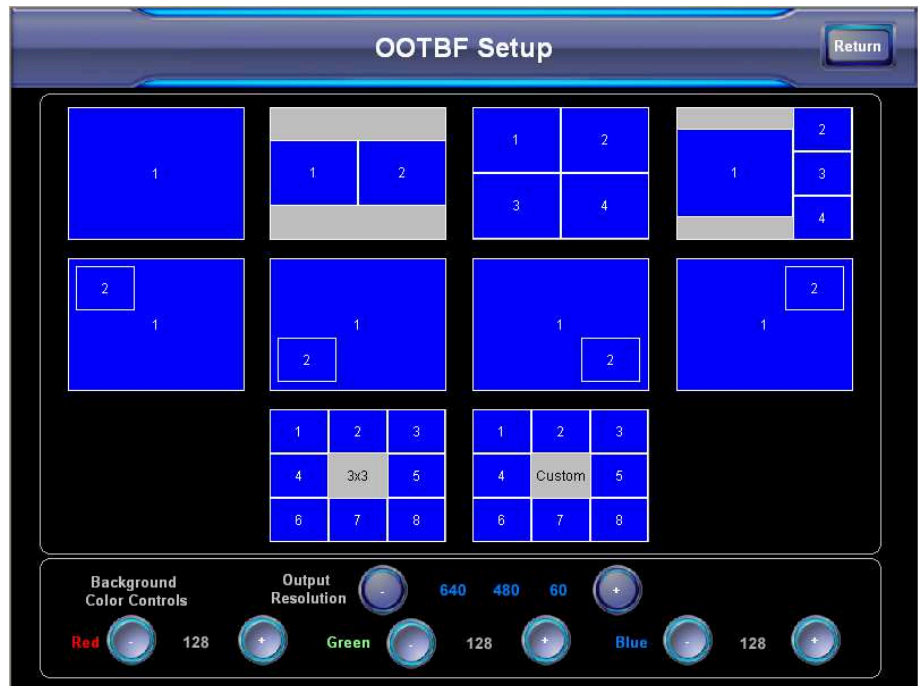 OOTBF Setup
Return
1
1 2
1 2
3 4
1
2
3
4
2
1
1
2
1
2
2
1
1 2 3
4 3x3 5
6 7 8
1 2 3
4 Custom 5
6 7 8
Background
Color Controls
Output
Resolution
- 640 480 60 +
Red - 128 +
Green - 128 +
Blue - 128 +